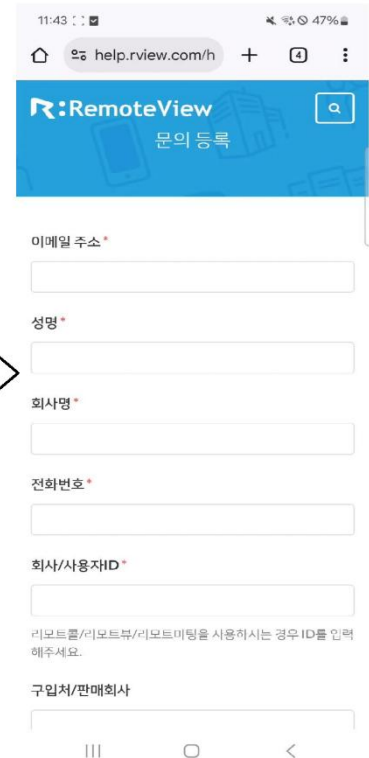 11:43
47%
help.rview.com/h
4
R:RemoteView
문의 등록
이메일 주소 *
성명 *
회사명 *
전화번호 *
회사/사용자ID *
리모트콜/리모트뷰/리모트미팅을 사용하시는 경우 ID를 입력
해주세요.
구입처/판매회사